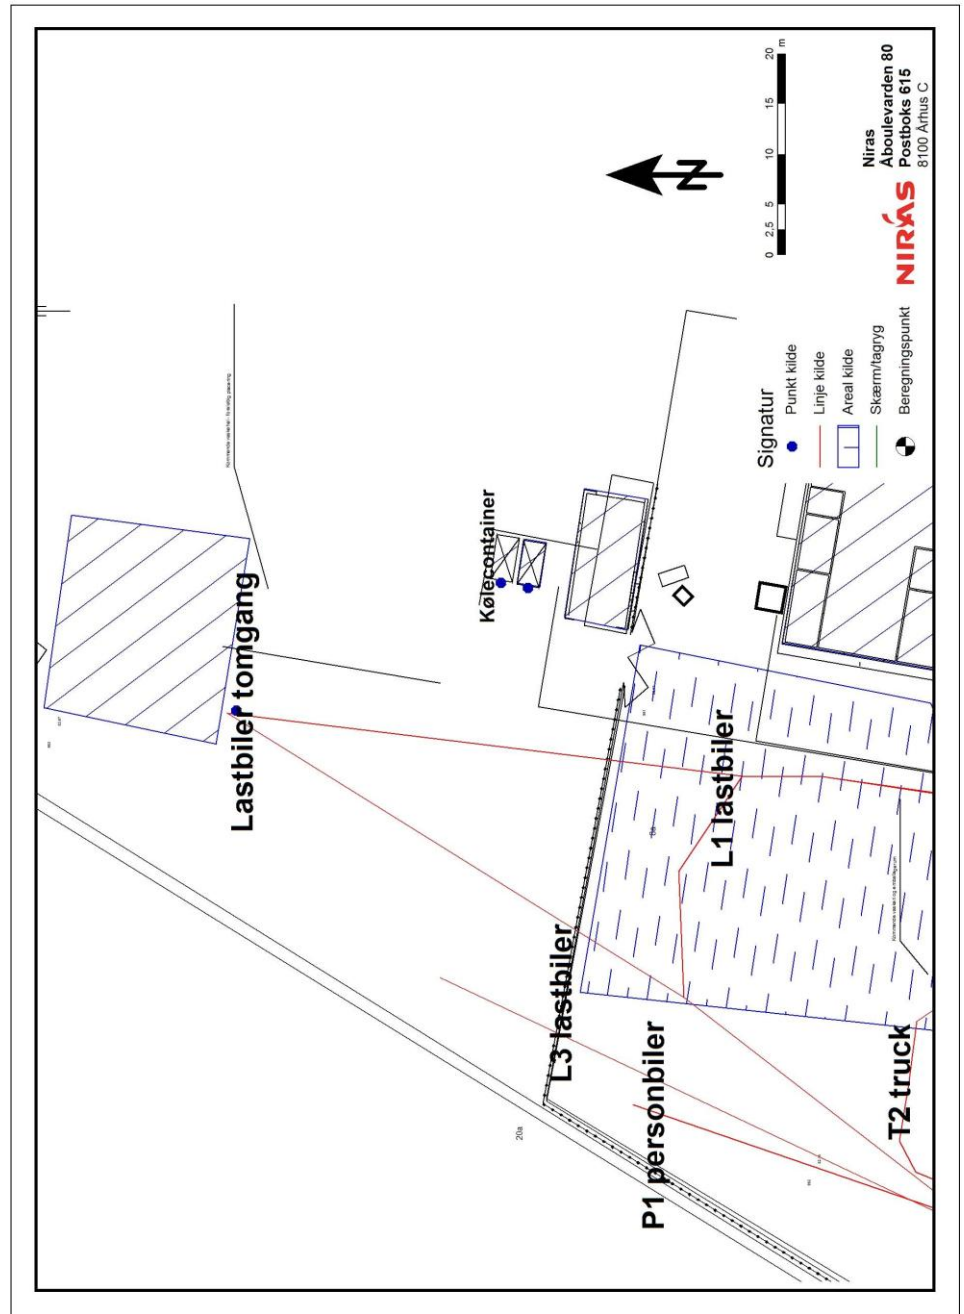 Lastbiler tomgang
Kølecontainer
L1 lastbiler
L3 lastbiler
P1 personbiler
T2 truck
20a
N
0 2,5 5 10 15 20 m
Signatur
Punkt kilde
Linje kilde
Areal kilde
Skærm/tagryg
Beregningspunkt
NIRAS
Niras
Åboulevarden 80
Postboks 615
8100 Århus C